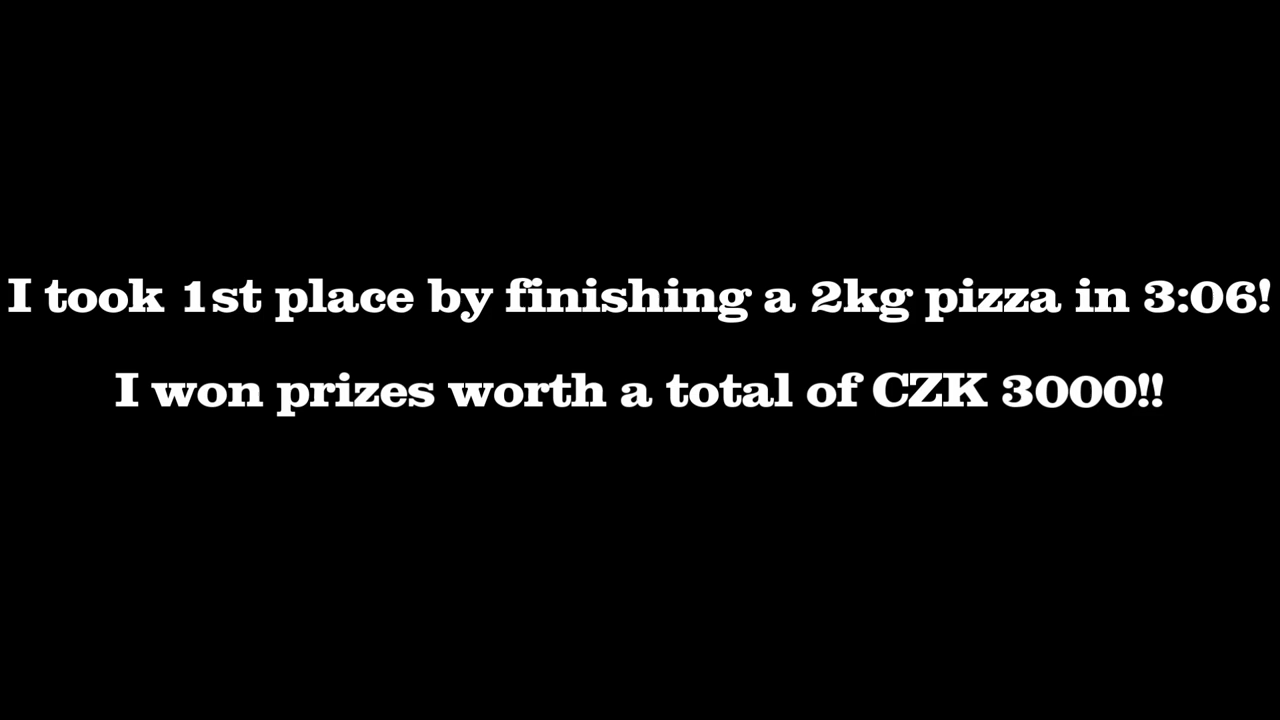 I took 1st place by finishing a 2kg pizza in 3:06!
I won prizes worth a total of CZK 3000!!